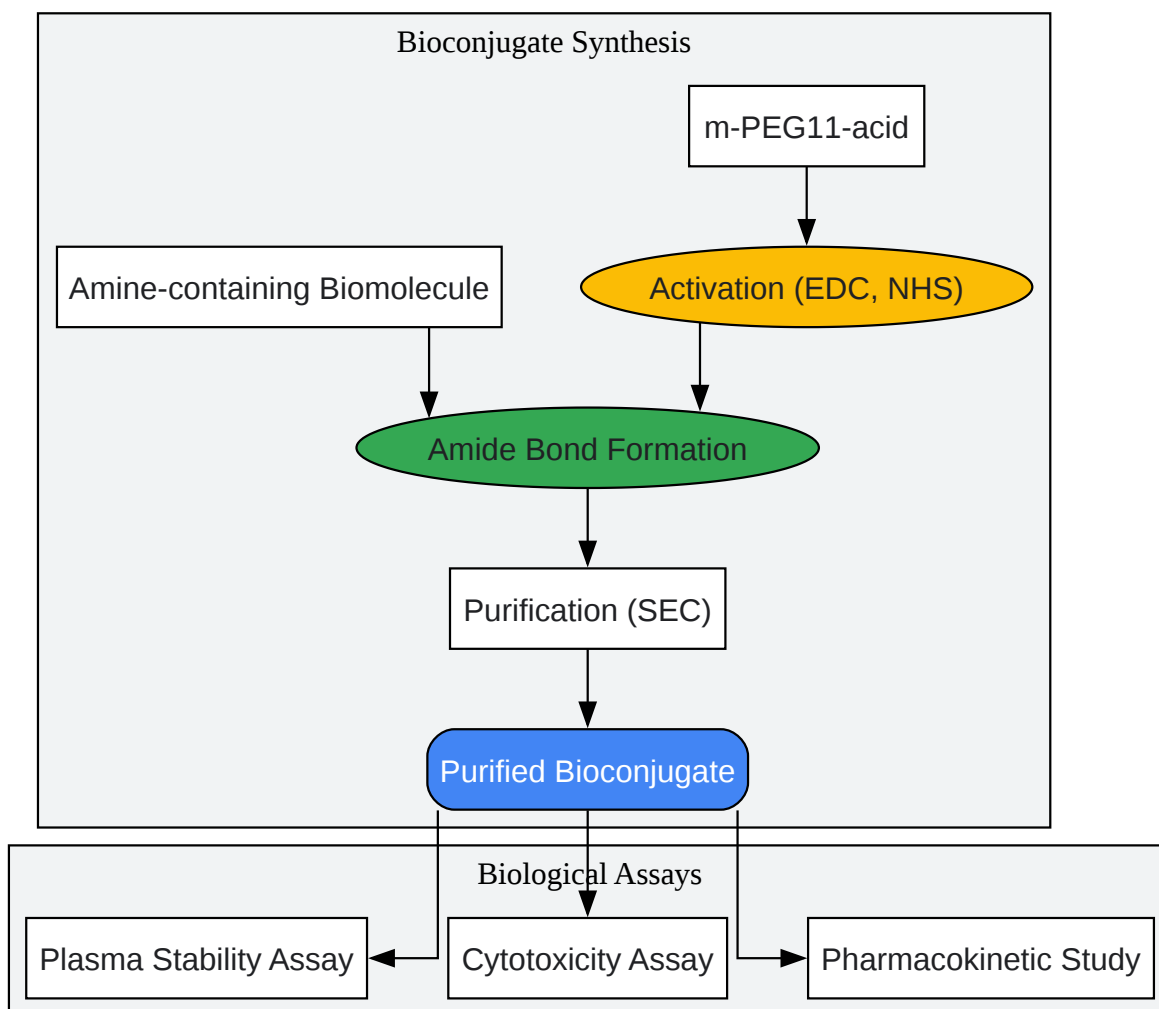 Bioconjugate Synthesis
m-PEG11-acid
Amine-containing Biomolecule
Activation (EDC, NHS)
Amide Bond Formation
Purification (SEC)
Purified Bioconjugate
Biological Assays
Plasma Stability Assay
Cytotoxicity Assay
Pharmacokinetic Study